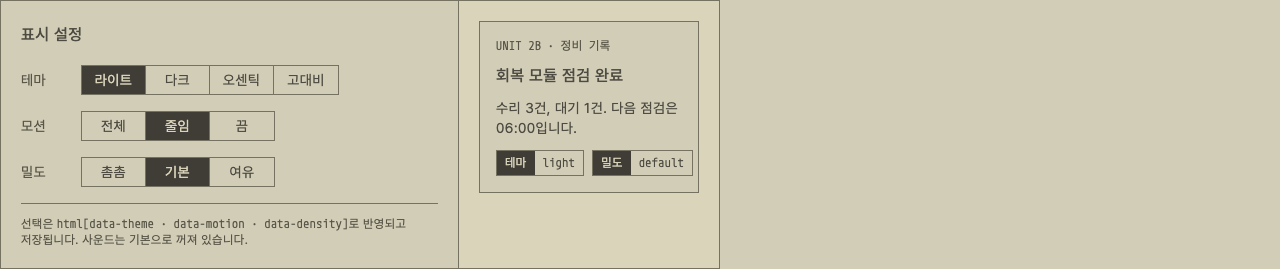 표시 설정
테마 라이트 다크 오센틱 고대비
모션 전체 줄임 끔
밀도 촘촘 기본 여유
선택은 html[data-theme · data-motion · data-density]로 반영되고
저장됩니다. 사운드는 기본으로 꺼져 있습니다.
UNIT 2B · 정비 기록
회복 모듈 점검 완료
수리 3건, 대기 1건. 다음 점검은
06:00입니다.
테마 light 밀도 default